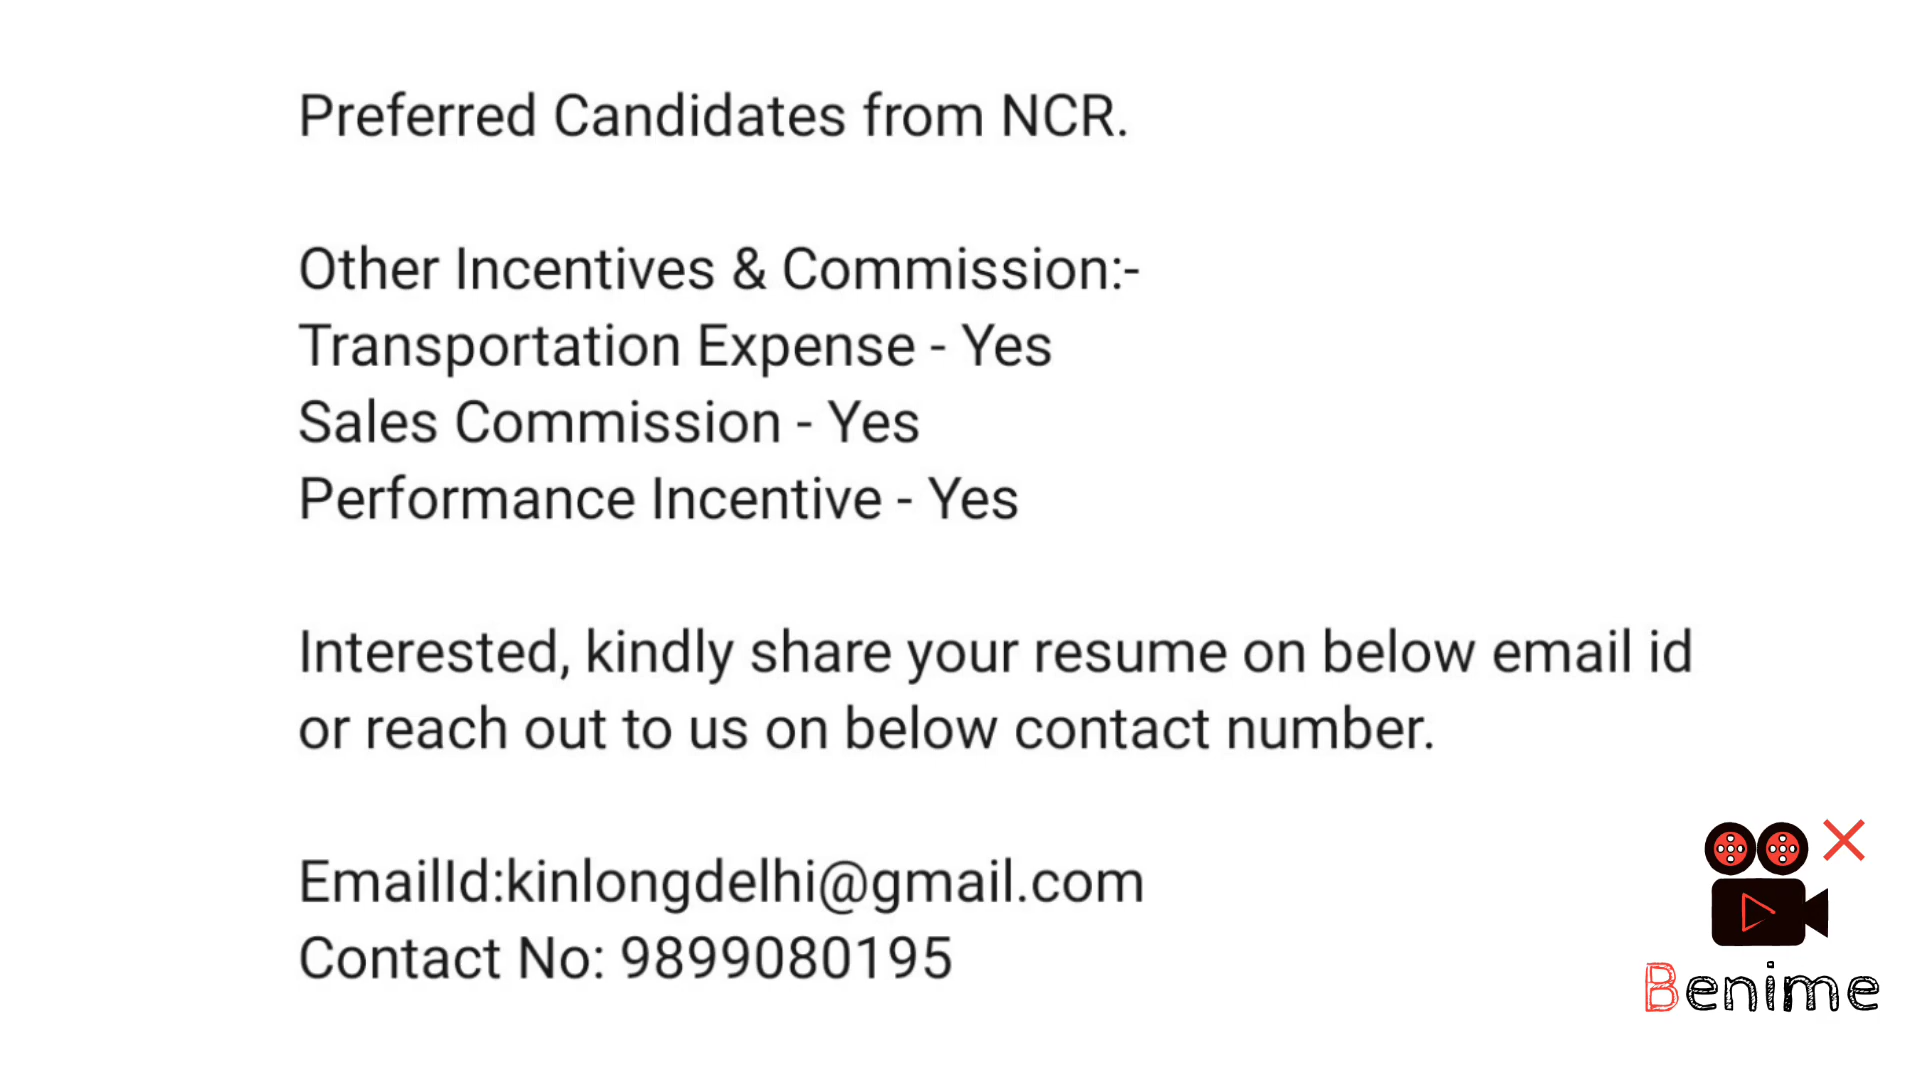 Preferred Candidates from NCR.
Other Incentives & Commission:-
Transportation Expense - Yes
Sales Commission - Yes
Performance Incentive - Yes
Interested, kindly share your resume on below email id
or reach out to us on below contact number.
EmailId:kinlongdelhi@gmail.com
Contact No: 9899080195
Benime